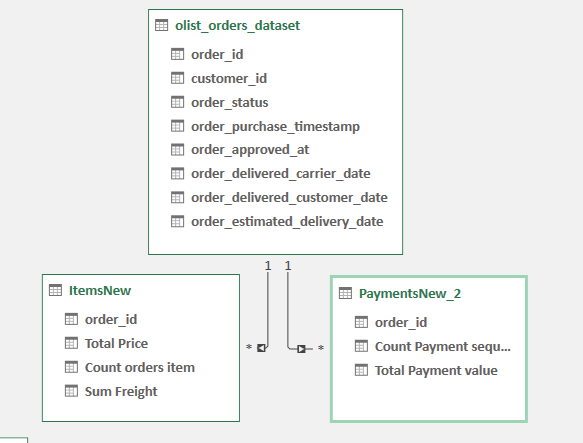 olist_orders_dataset
order_id
customer_id
order_status
order_purchase_timestamp
order_approved_at
order_delivered_carrier_date
order_delivered_customer_date
order_estimated_delivery_date
1 1
* *
ItemsNew
order_id
Total Price
Count orders item
Sum Freight
PaymentsNew_2
order_id
Count Payment sequ...
Total Payment value